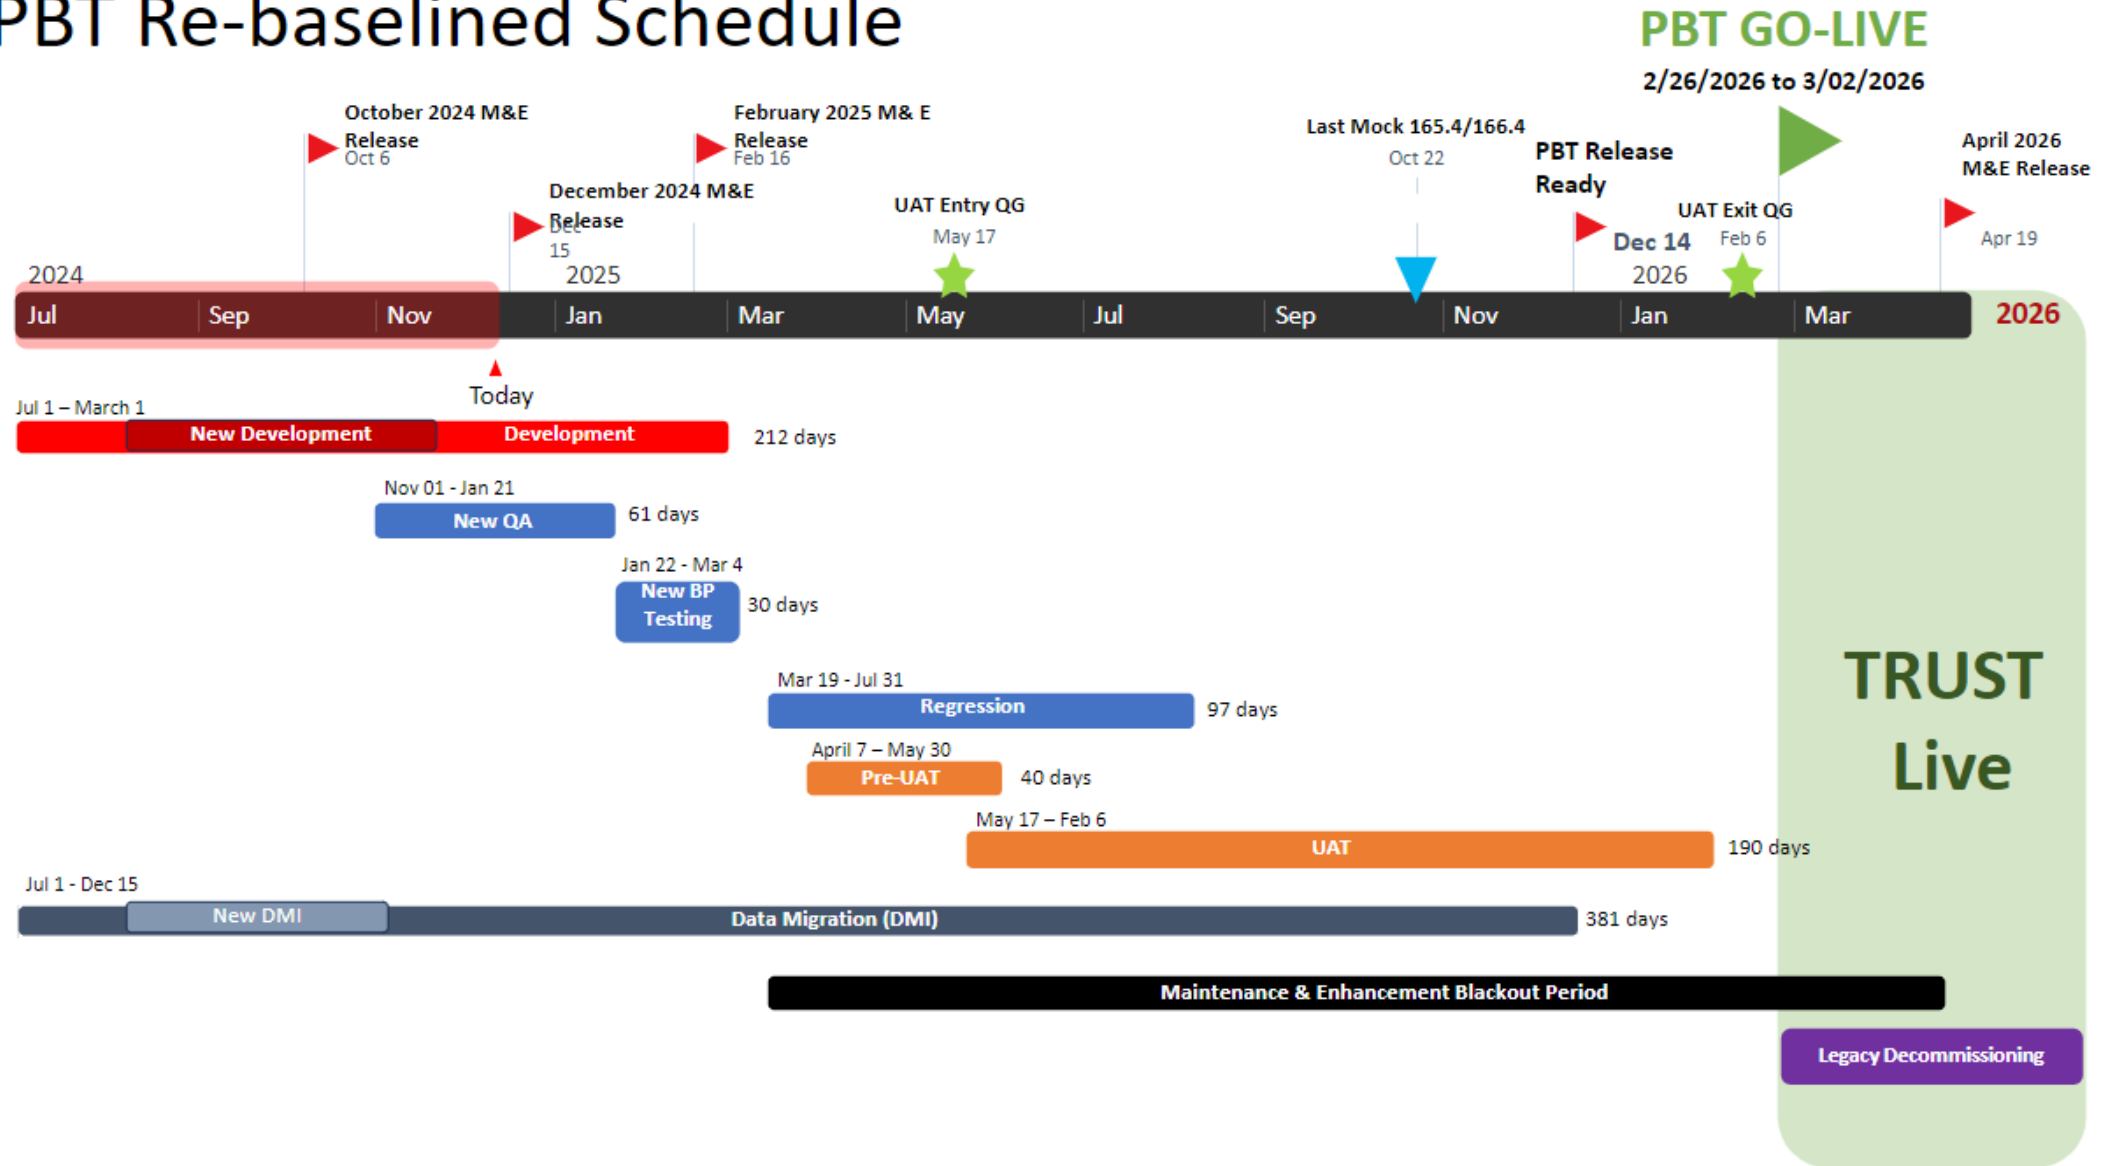 PBT Re-baselined Schedule
PBT GO-LIVE
2/26/2026 to 3/02/2026
October 2024 M&E
Release
Oct 6
February 2025 M& E
Release
Feb 16
Last Mock 165.4/166.4
Oct 22
PBT Release
Ready
Dec 14
April 2026
M&E Release
Apr 19
December 2024 M&E
Release
Dec
15
UAT Entry QG
May 17
UAT Exit QG
Feb 6
2024
2025
2026
Jul
Sep
Nov
Jan
Mar
May
Jul
Sep
Nov
Jan
Mar
2026
Today
Jul 1 – March 1
New Development
Development
212 days
Nov 01 - Jan 21
New QA
61 days
Jan 22 - Mar 4
New BP
Testing
30 days
Mar 19 - Jul 31
Regression
97 days
April 7 – May 30
Pre-UAT
40 days
May 17 – Feb 6
UAT
190 days
TRUST
Live
Jul 1 - Dec 15
New DMI
Data Migration (DMI)
381 days
Maintenance & Enhancement Blackout Period
Legacy Decommissioning